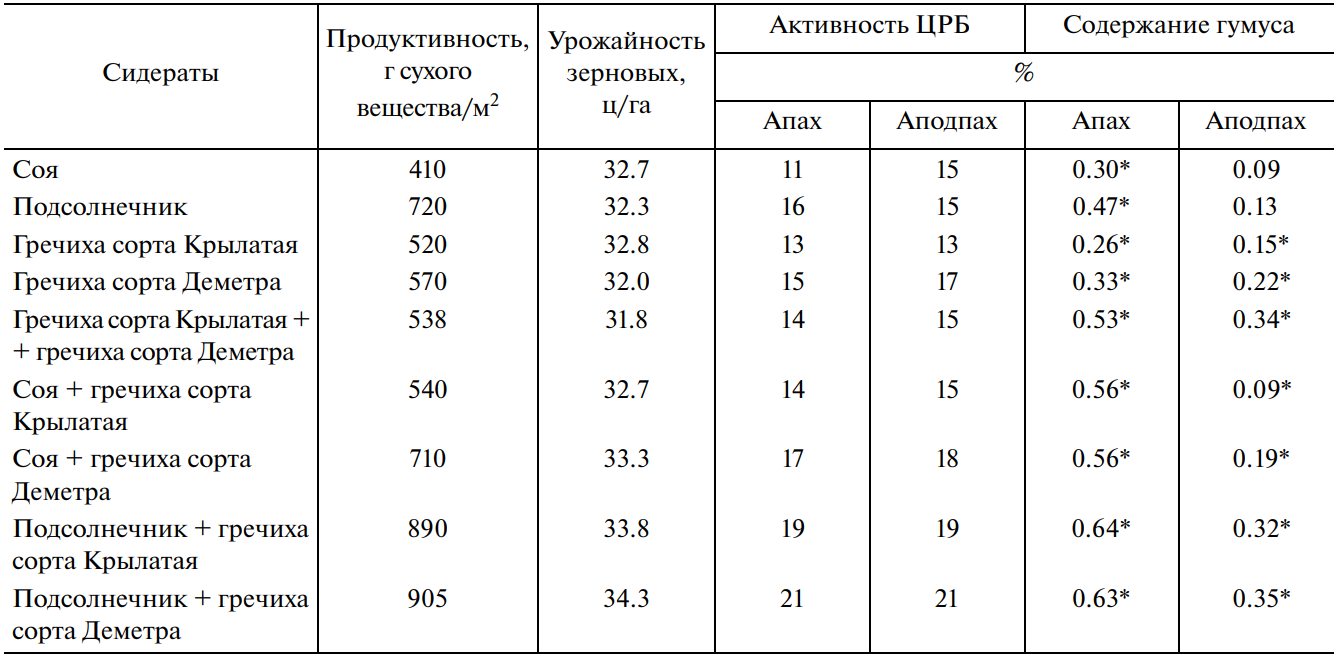 Сидераты
Продуктивность,
г сухого
вещества/м2
Урожайность
зерновых,
ц/га
Активность ЦРБ
Содержание гумуса
%
Апах
Аподпах
Апах
Аподпах
Соя 410 32.7 11 15 0.30* 0.09
Подсолнечник 720 32.3 16 15 0.47* 0.13
Гречиха сорта Крылатая 520 32.8 13 13 0.26* 0.15*
Гречиха сорта Деметра 570 32.0 15 17 0.33* 0.22*
Гречиха сорта Крылатая + 538 31.8 14 15 0.53* 0.34*
+ гречиха сорта Деметра
Соя + гречиха сорта 540 32.7 14 15 0.56* 0.09*
Крылатая
Соя + гречиха сорта 710 33.3 17 18 0.56* 0.19*
Деметра
Подсолнечник + гречиха 890 33.8 19 19 0.64* 0.32*
сорта Крылатая
Подсолнечник + гречиха 905 34.3 21 21 0.63* 0.35*
сорта Деметра